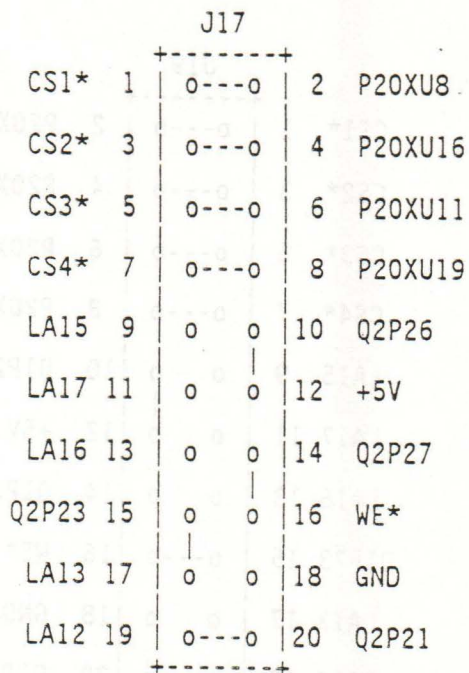 J17
+-------+
CS1* 1 | o---o | 2 P20XU8
CS2* 3 | o---o | 4 P20XU16
CS3* 5 | o---o | 6 P20XU11
CS4* 7 | o---o | 8 P20XU19
LA15 9 | o o | 10 Q2P26
|
LA17 11 | o o | 12 +5V
LA16 13 | o o | 14 Q2P27
|
Q2P23 15 | o o | 16 WE*
|
LA13 17 | o o | 18 GND
LA12 19 | o---o | 20 Q2P21
+-------+